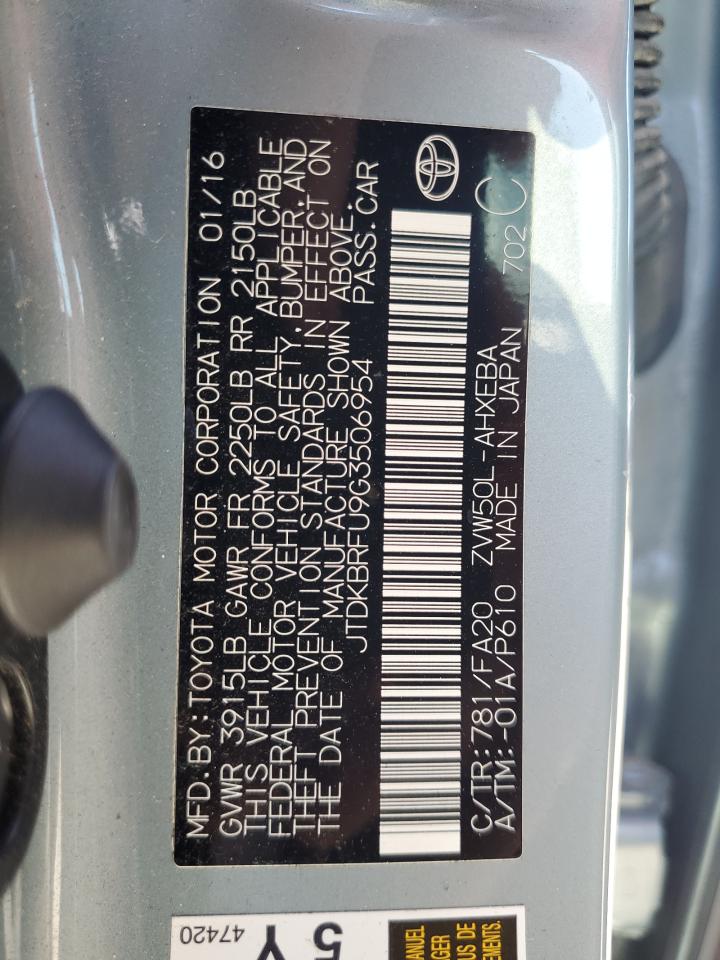 MFD.BY:TOYOTA MOTOR CORPORATION 01/16
GVWR 3915LB GAWR FR 2250LB RR 2150LB
THIS VEHICLE CONFORMS TO ALL APPLICABLE
FEDERAL MOTOR VEHICLE SAFETY,BUMPER,AND
THEFT PREVENTION STANDARDS IN EFFECT ON
THE DATE OF MANUFACTURE SHOWN ABOVE.
JTDKBRFU9G3506954 PASS.CAR
C/TR:781/FA20 ZVW50L-AHXEBA
A/TM:-01A/P610 MADE IN JAPAN 702 C
47420
5Y